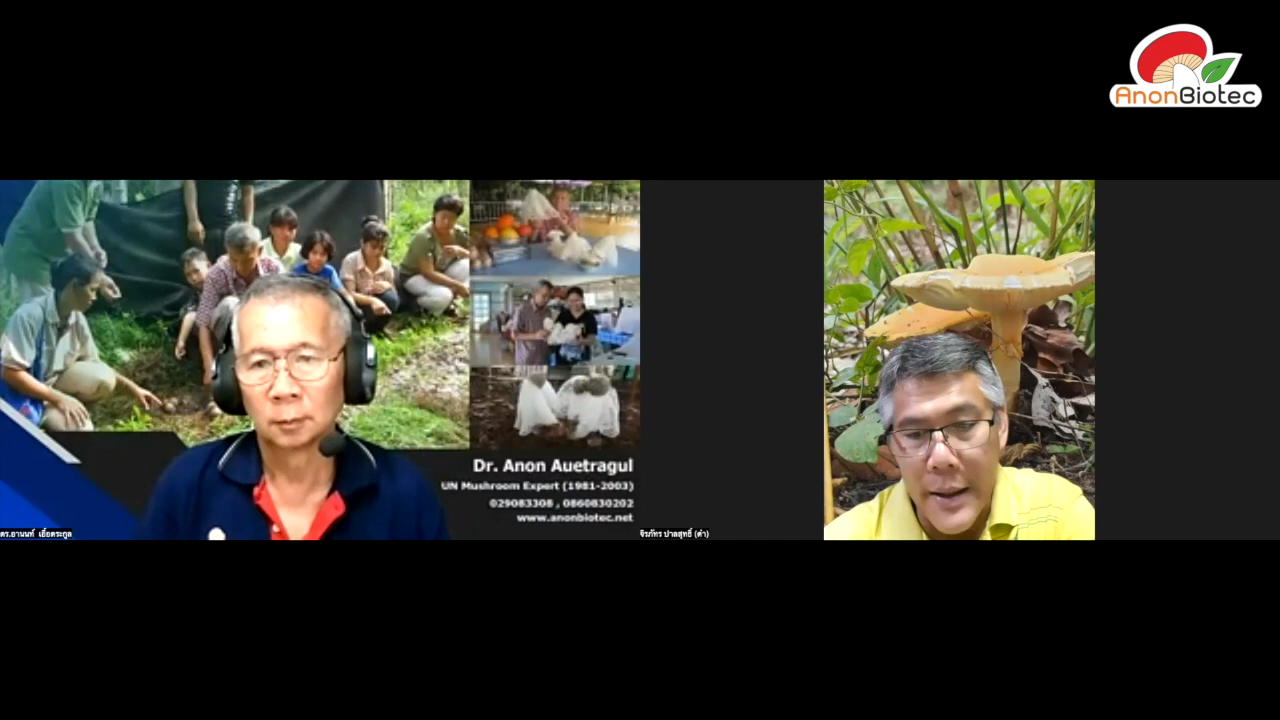 AnonBiotec
Dr. Anon Auetragul
UN Mushroom Expert (1981-2003)
029083308 , 0860830202
www.anonbiotec.net
ดร.อานนท์ เอื้อตระกูล
จิรภัทร ปาลสุทธิ์ (ดำ)